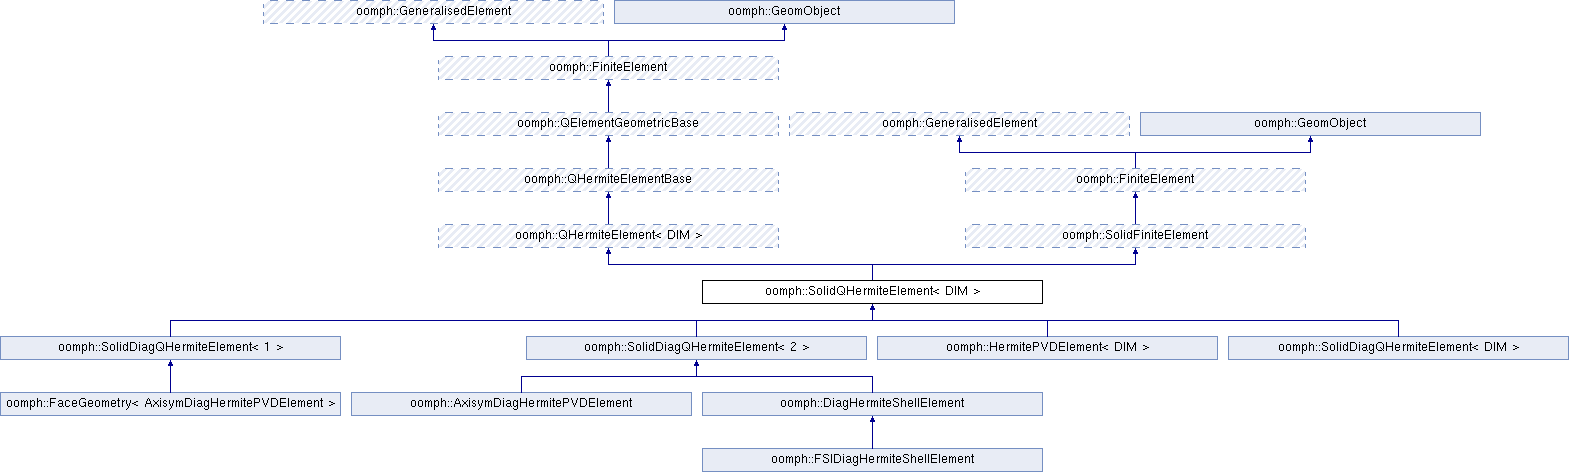 oomph::GeneralisedElement
oomph::GeomObject
oomph::FiniteElement
oomph::QElementGeometricBase
oomph::GeneralisedElement
oomph::GeomObject
oomph::QHermiteElementBase
oomph::FiniteElement
oomph::QHermiteElement< DIM >
oomph::SolidFiniteElement
oomph::SolidQHermiteElement< DIM >
oomph::SolidDiagQHermiteElement< 1 >
oomph::SolidDiagQHermiteElement< 2 >
oomph::HermitePVDElement< DIM >
oomph::SolidDiagQHermiteElement< DIM >
oomph::FaceGeometry< AxisymDiagHermitePVDElement >
oomph::AxisymDiagHermitePVDElement
oomph::DiagHermiteShellElement
oomph::FSIDiagHermiteShellElement